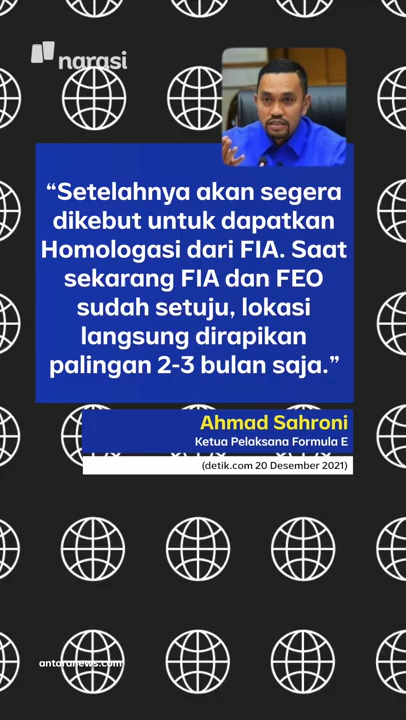 narasi
“Setelahnya akan segera
dikebut untuk dapatkan
Homologasi dari FIA. Saat
sekarang FIA dan FEO
sudah setuju, lokasi
langsung dirapikan
palingan 2-3 bulan saja.”
Ahmad Sahroni
Ketua Pelaksana Formula E
(detik.com 20 Desember 2021)
antaranews.com